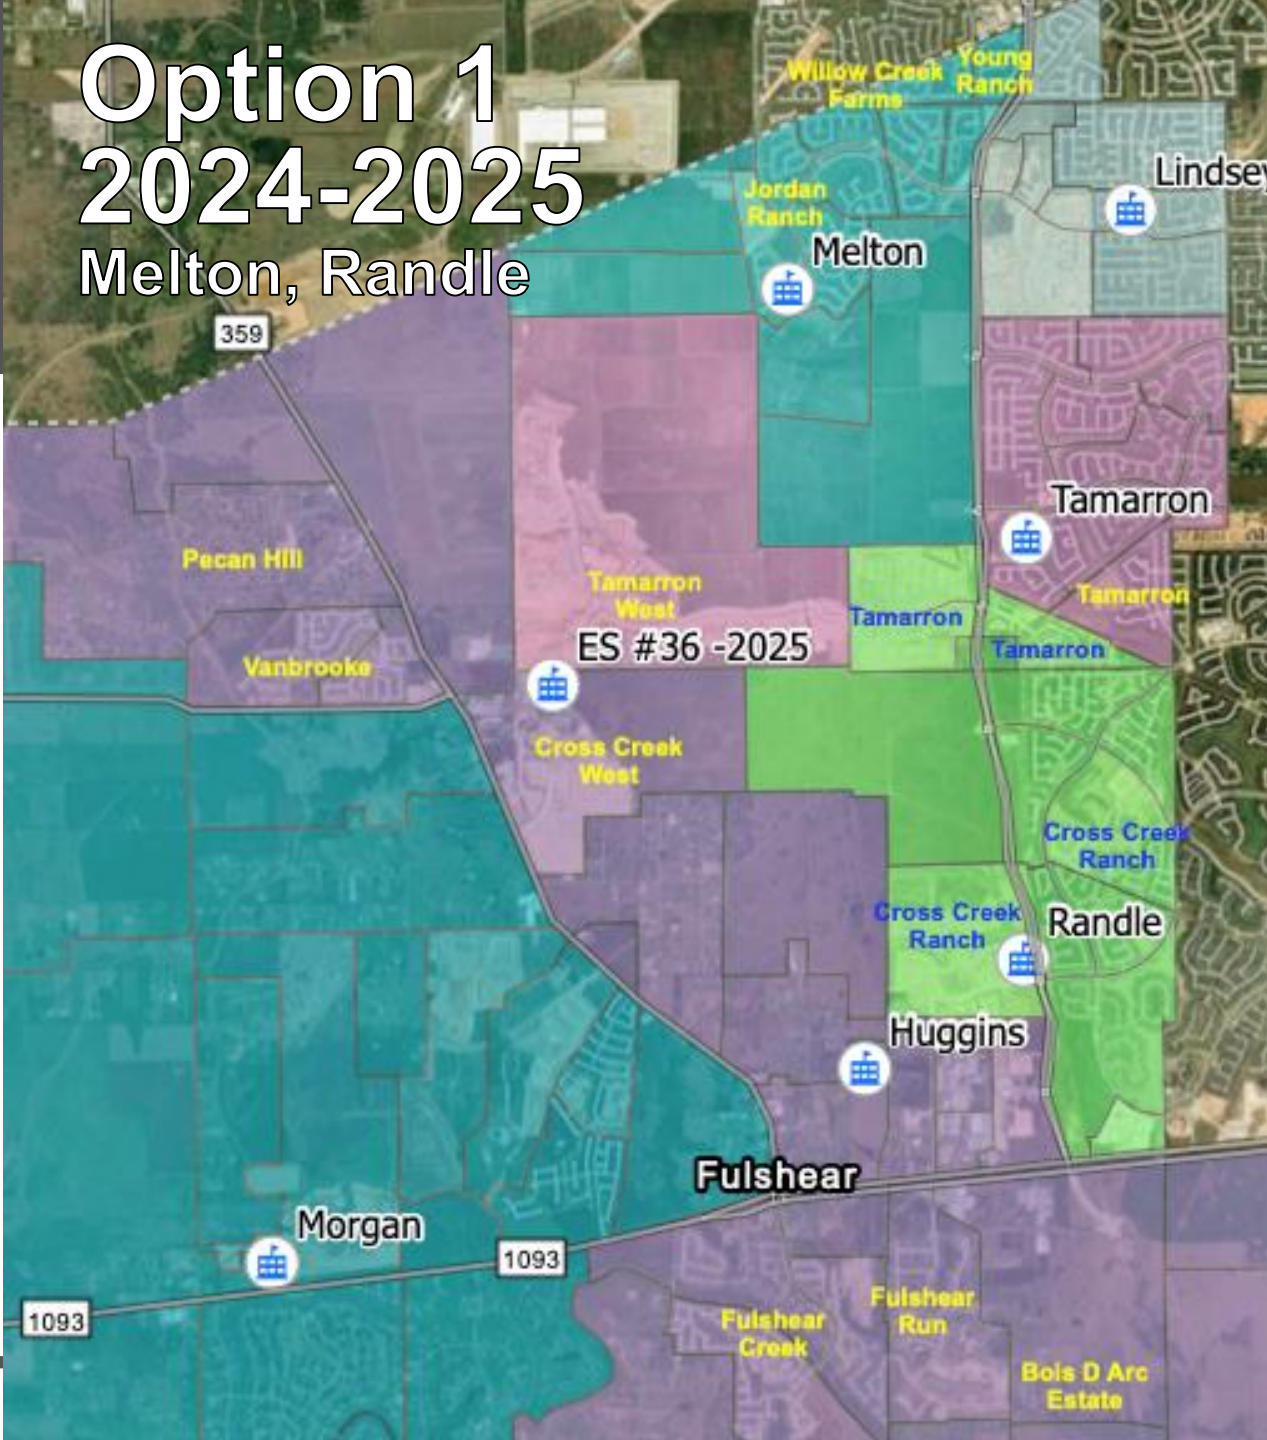 Option 1
2024-2025
Melton, Randle
Willow Creek
Farms
Young
Ranch
Lindsey
Jordan
Ranch
Melton
359
Tamarron
Pecan Hill
Tamarron
West
Tamarron
Tamarron
Tamarron
ES #36 -2025
Vanbrooke
Cross Creek
West
Cross Creek
Ranch
Cross Creek
Ranch
Randle
Huggins
Fulshear
Morgan
1093
1093
Fulshear
Creek
Fulshear
Run
Bois D Arc
Estate